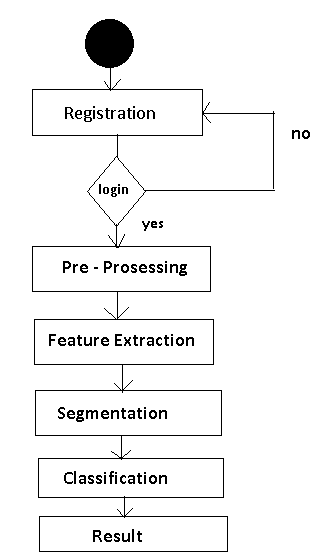 Registration
no
login
yes
Pre - Prosessing
Feature Extraction
Segmentation
Classification
Result